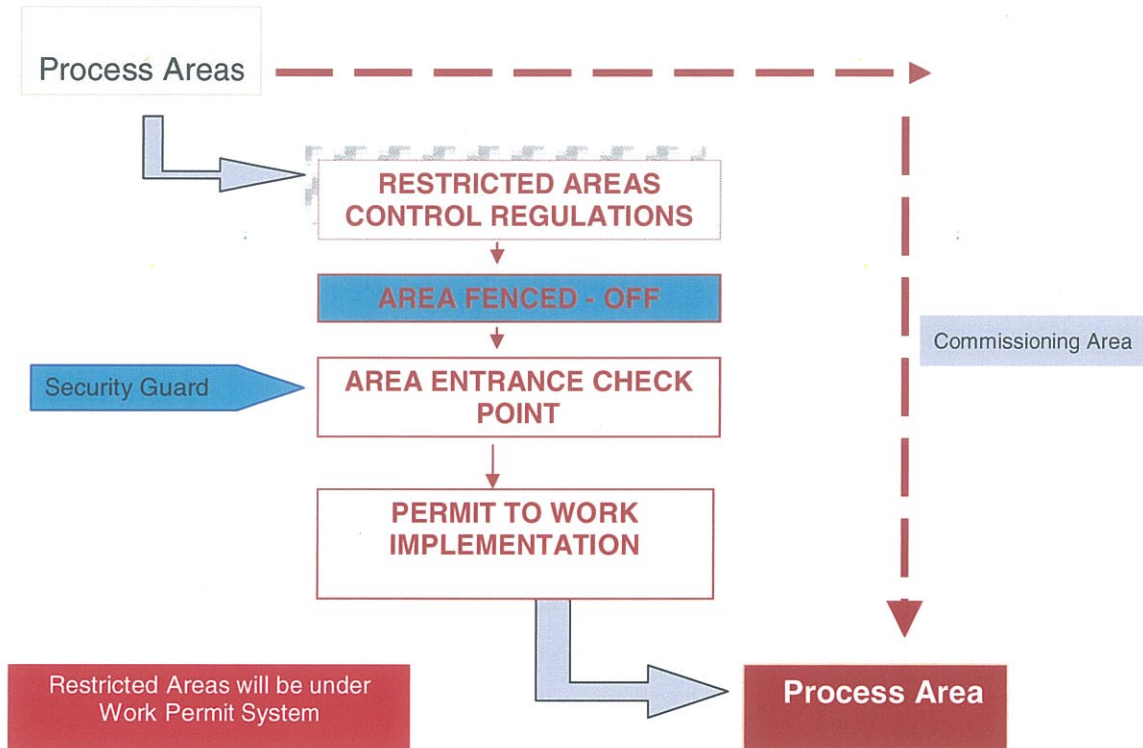 Process Areas
RESTRICTED AREAS
CONTROL REGULATIONS
AREA FENCED - OFF
Commissioning Area
Security Guard
AREA ENTRANCE CHECK
POINT
PERMIT TO WORK
IMPLEMENTATION
Restricted Areas will be under
Work Permit System
Process Area